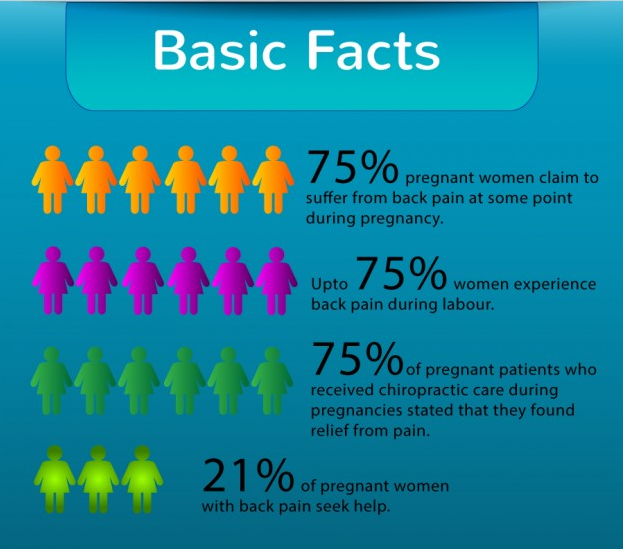 Basic Facts
75% pregnant women claim to
suffer from back pain at some point
during pregnancy.
Upto 75% women experience
back pain during labour.
75% of pregnant patients who
received chiropractic care during
pregnancies stated that they found
relief from pain.
21% of pregnant women
with back pain seek help.